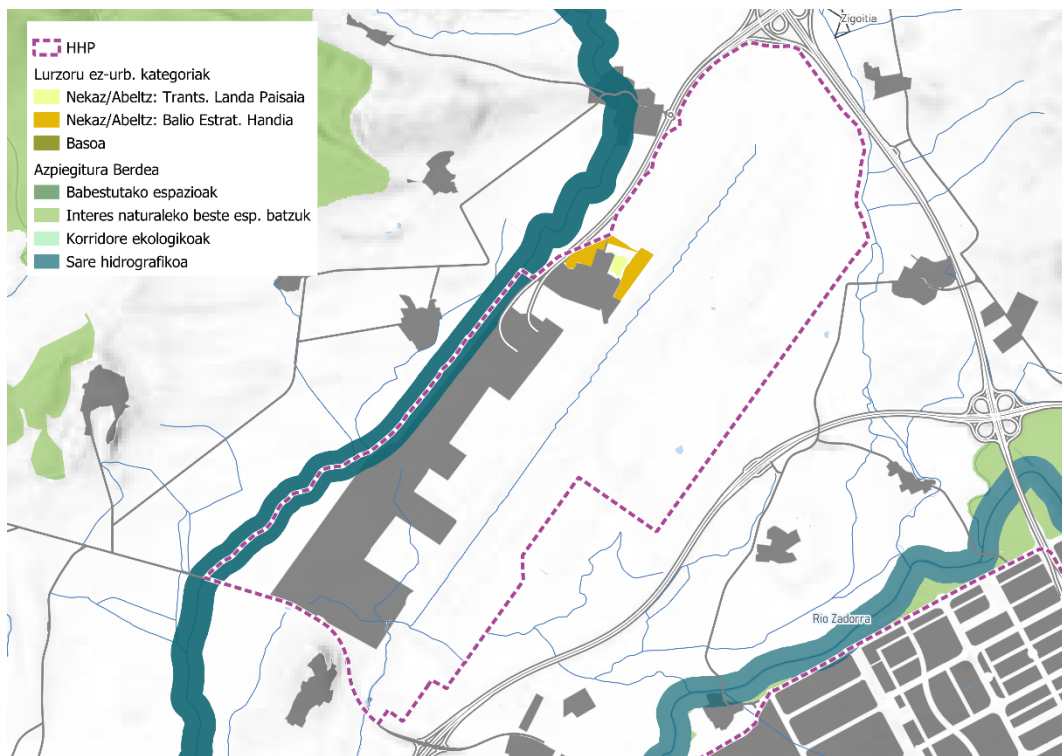 HHP
Lurzoru ez-urb. kategoriak
Nekaz/Abeltz: Trants. Landa Paisaia
Nekaz/Abeltz: Balio Estrat. Handia
Basoa
Azpiegitura Berdea
Babestutako espazioak
Interes naturaleko beste esp. batzuk
Korridore ekologikoak
Sare hidrografikoa
Zigoitia
Rio Zadorra